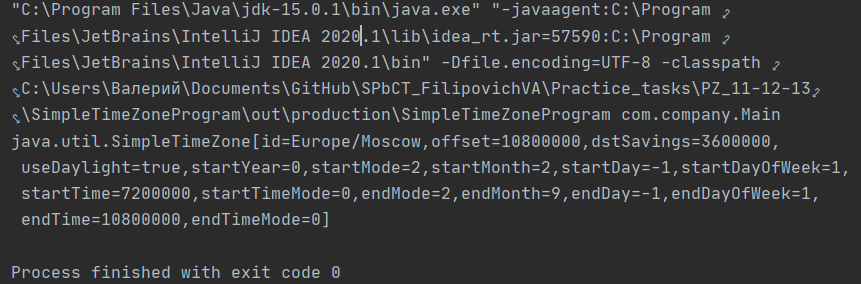 "C:\Program Files\Java\jdk-15.0.1\bin\java.exe" "-javaagent:C:\Program
Files\JetBrains\IntelliJ IDEA 2020.1\lib\idea_rt.jar=57590:C:\Program
Files\JetBrains\IntelliJ IDEA 2020.1\bin" -Dfile.encoding=UTF-8 -classpath
C:\Users\Валерий\Documents\GitHub\SPbCT_FilipovichVA\Practice_tasks\PZ_11-12-13
\SimpleTimeZoneProgram\out\production\SimpleTimeZoneProgram com.company.Main
java.util.SimpleTimeZone[id=Europe/Moscow,offset=10800000,dstSavings=3600000,
useDaylight=true,startYear=0,startMode=2,startMonth=2,startDay=-1,startDayOfWeek=1,
startTime=7200000,startTimeMode=0,endMode=2,endMonth=9,endDay=-1,endDayOfWeek=1,
endTime=10800000,endTimeMode=0]
Process finished with exit code 0